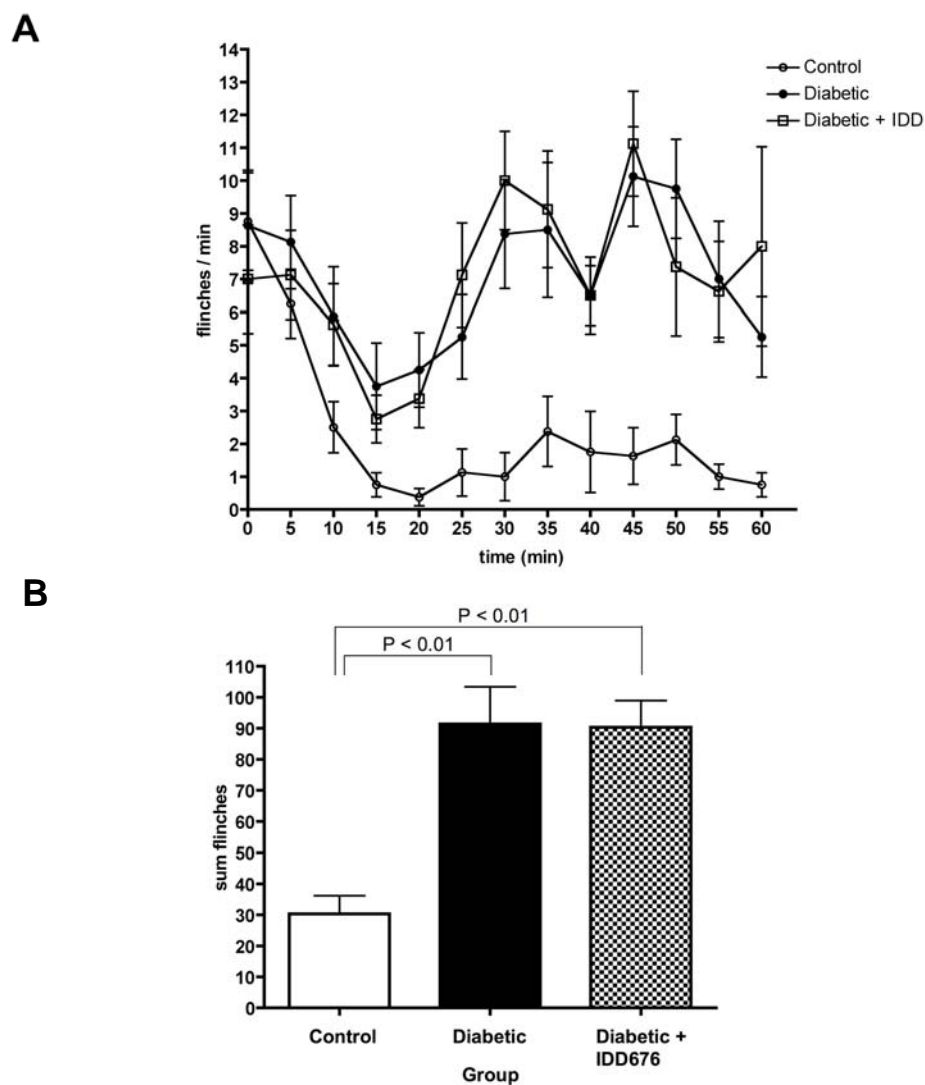 A
flinches / min
14
13
12
11
10
9
8
7
6
5
4
3
2
1
0
0 5 10 15 20 25 30 35 40 45 50 55 60
time (min)
Control
Diabetic
Diabetic + IDD
B
P < 0.01
P < 0.01
sum flinches
110
100
90
80
70
60
50
40
30
20
10
0
Control Diabetic Diabetic +
IDD676
Group